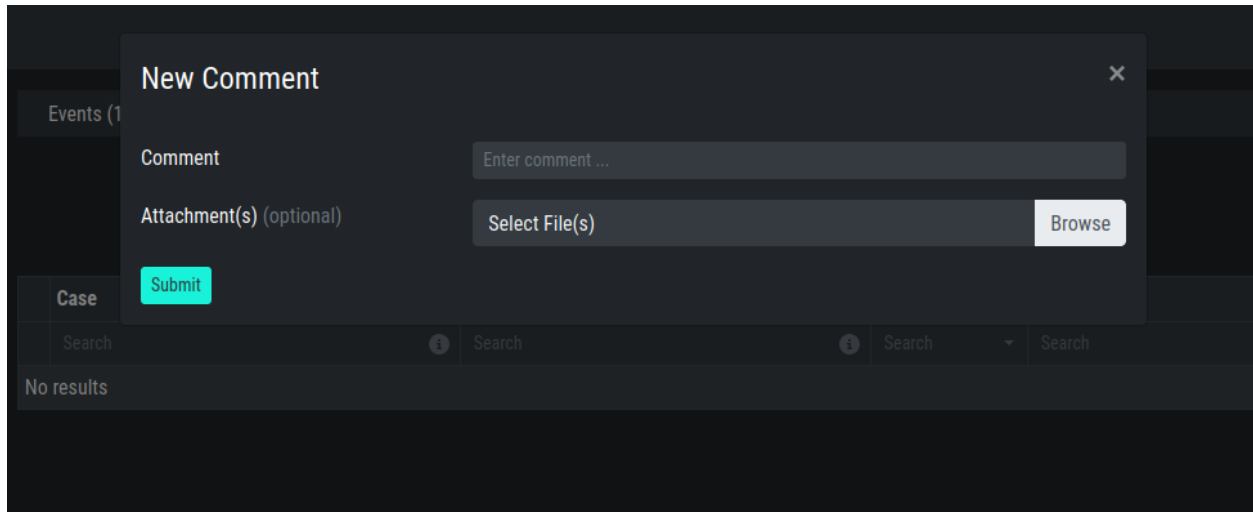 New Comment ×
Events (1
Comment Enter comment ...
Attachment(s) (optional) Select File(s) Browse
Submit
Case
Search Search Search Search
No results